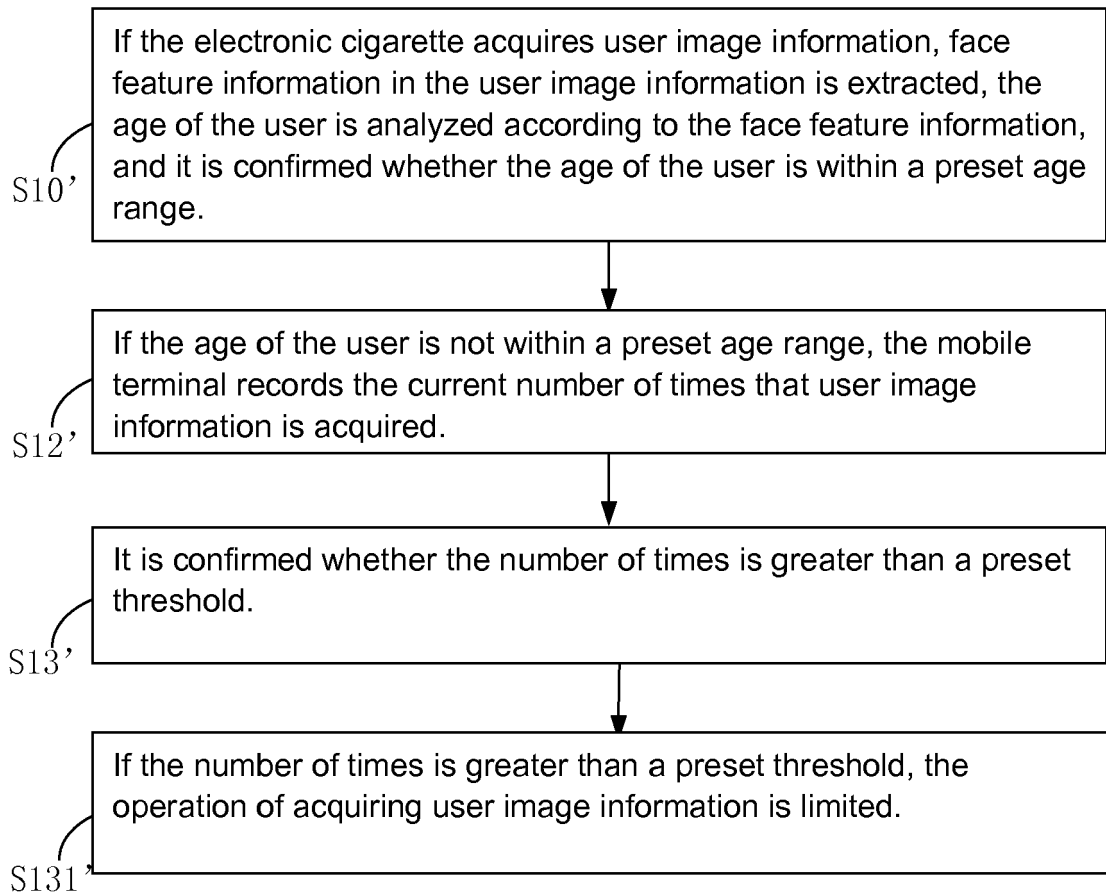 If the electronic cigarette acquires user image information, face
feature information in the user image information is extracted, the
age of the user is analyzed according to the face feature information,
and it is confirmed whether the age of the user is within a preset age
range.
S10’
If the age of the user is not within a preset age range, the mobile
terminal records the current number of times that user image
information is acquired.
S12’
It is confirmed whether the number of times is greater than a preset
threshold.
S13’
If the number of times is greater than a preset threshold, the
operation of acquiring user image information is limited.
S131’